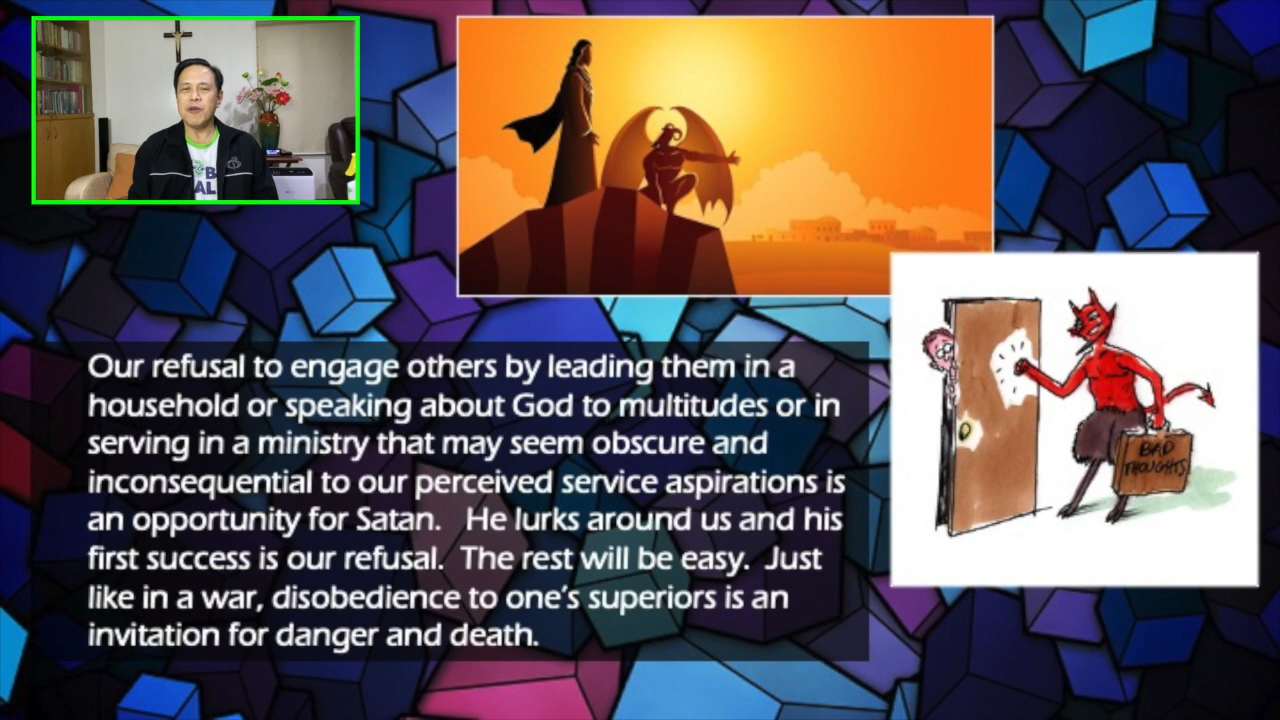 Our refusal to engage others by leading them in a
household or speaking about God to multitudes or in
serving in a ministry that may seem obscure and
inconsequential to our perceived service aspirations is
an opportunity for Satan.   He lurks around us and his
first success is our refusal.  The rest will be easy.  Just
like in a war, disobedience to one's superiors is an
invitation for danger and death.
BAD
THOUGHTS